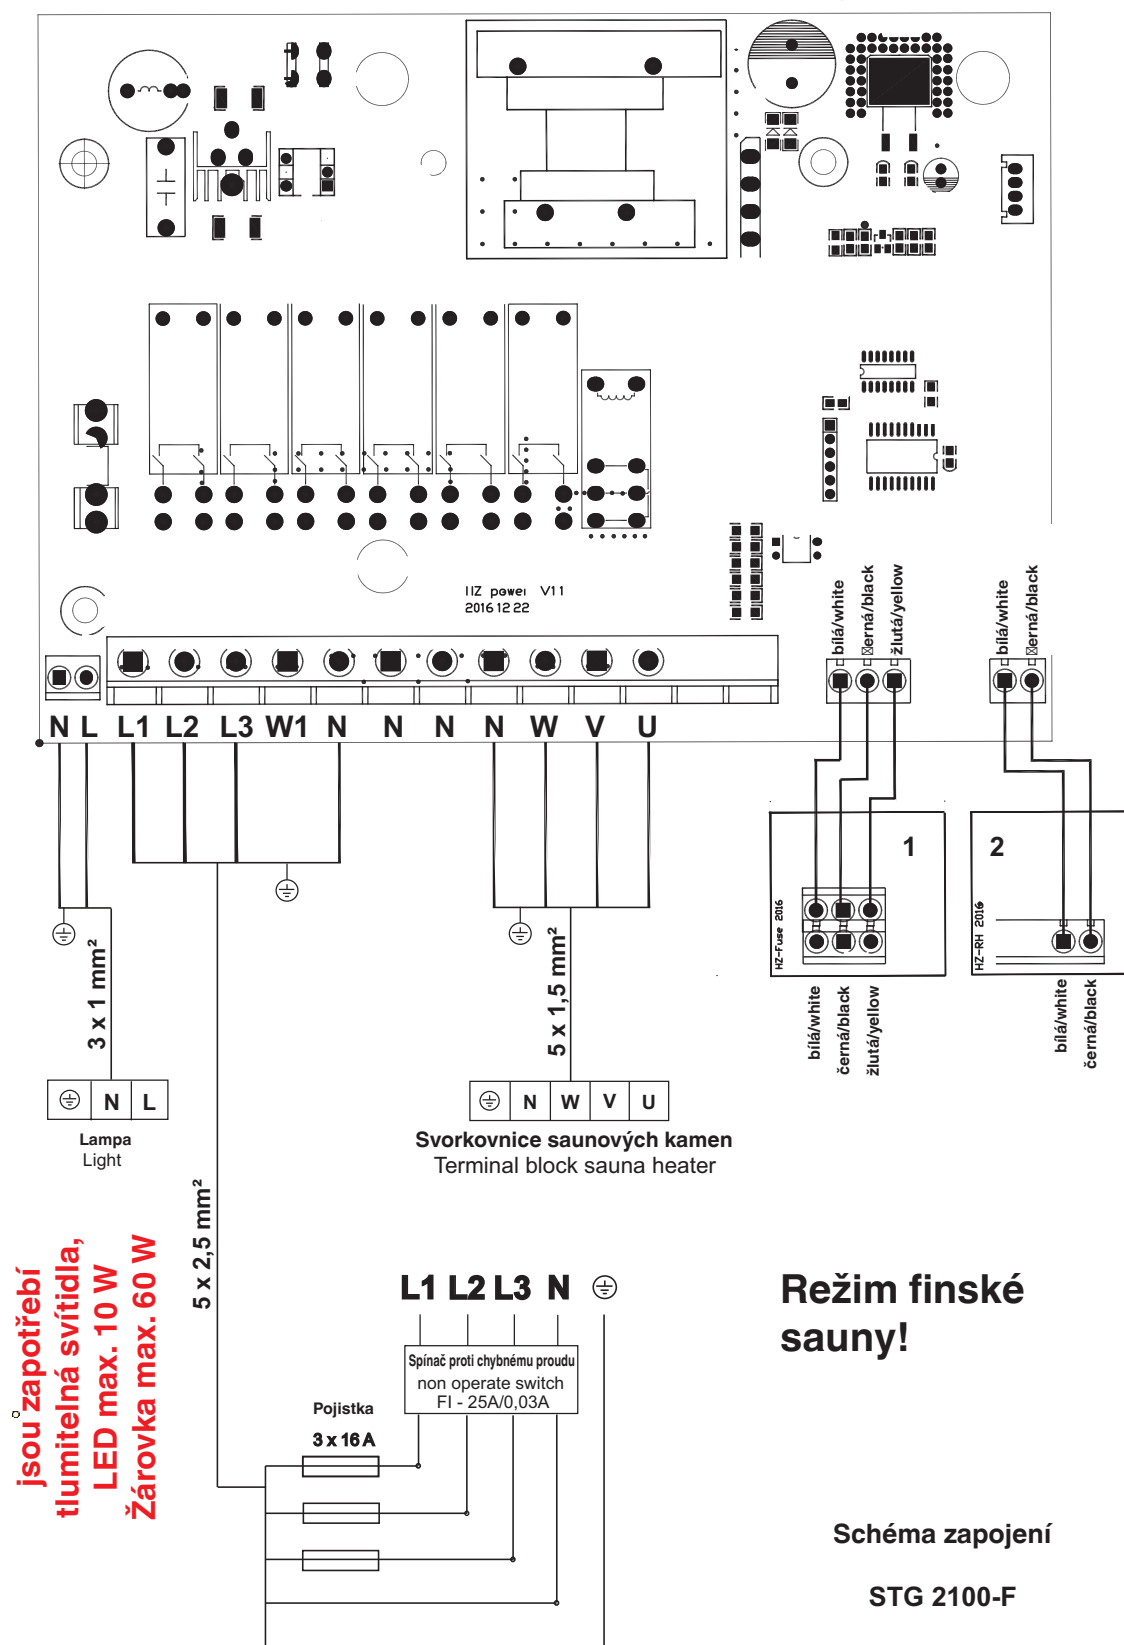 IIZ power V11
2016 12 22
bílá/white
erná/black
žlutá/yellow
bílá/white
erná/black
N L L1 L2 L3 W1 N N N N W V U
1
HZ-Fuse 2016
2
HZ-RH 2016
bílá/white
černá/black
žlutá/yellow
bílá/white
černá/black
3 x 1 mm²
5 x 1,5 mm²
N L
Lampa
Light
N W V U
Svorkovnice saunových kamen
Terminal block sauna heater
5 x 2,5 mm²
jsou zapotřebí
tlumitelná svítidla,
LED max. 10 W
Žárovka max. 60 W
L1 L2 L3 N
Spínač proti chybnému proudu
non operate switch
FI - 25A/0,03A
Pojistka
3 x 16 A
Režim finské
sauny!
Schéma zapojení
STG 2100-F